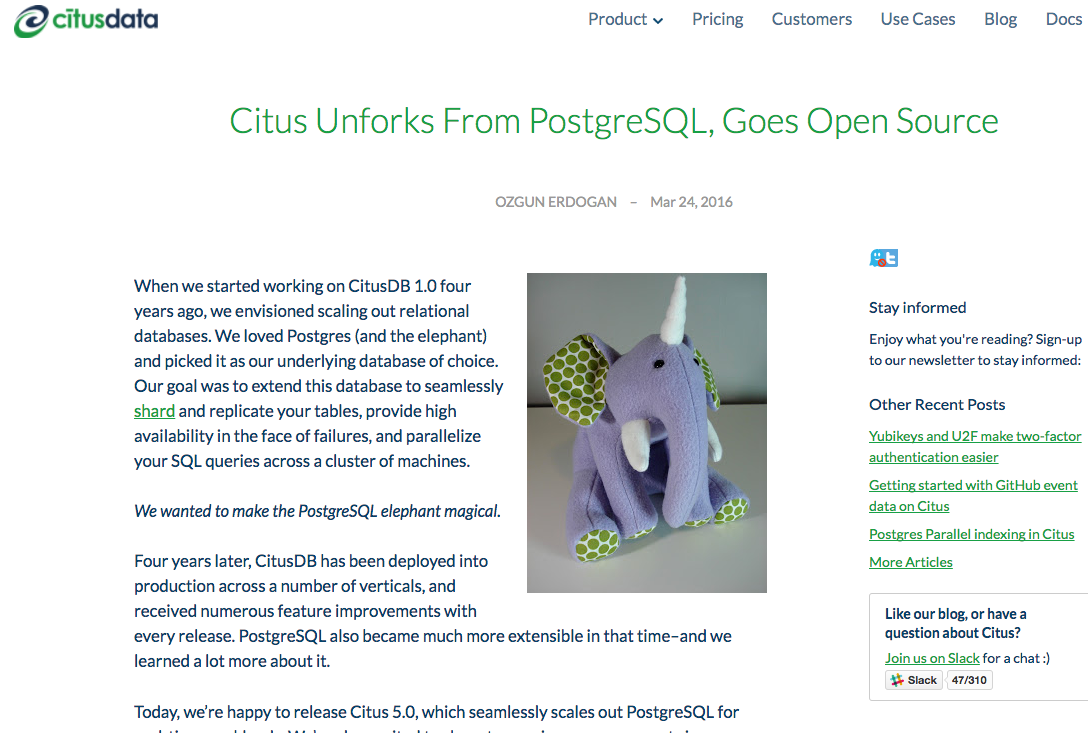 citusdata
Product
Pricing
Customers
Use Cases
Blog
Docs
Citus Unforks From PostgreSQL, Goes Open Source
OZGUN ERDOGAN – Mar 24, 2016
When we started working on CitusDB 1.0 four
years ago, we envisioned scaling out relational
databases. We loved Postgres (and the elephant)
and picked it as our underlying database of choice.
Our goal was to extend this database to seamlessly
shard and replicate your tables, provide high
availability in the face of failures, and parallelize
your SQL queries across a cluster of machines.
We wanted to make the PostgreSQL elephant magical.
Four years later, CitusDB has been deployed into
production across a number of verticals, and
received numerous feature improvements with
every release. PostgreSQL also became much more extensible in that time–and we
learned a lot more about it.
Today, we're happy to release Citus 5.0, which seamlessly scales out PostgreSQL for
Stay informed
Enjoy what you're reading? Sign-up
to our newsletter to stay informed:
Other Recent Posts
Yubikeys and U2F make two-factor
authentication easier
Getting started with GitHub event
data on Citus
Postgres Parallel indexing in Citus
More Articles
Like our blog, or have a
question about Citus?
Join us on Slack for a chat :)
Slack 47/310